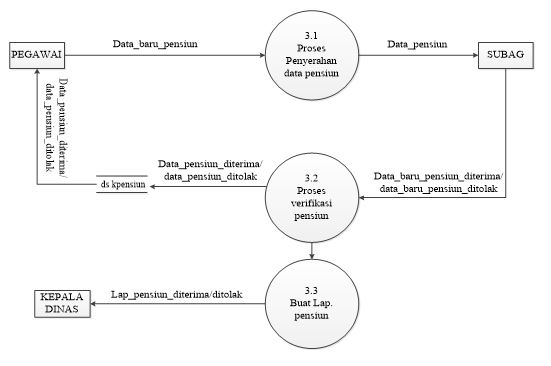 PEGAWAI
Data_baru_pensiun
3.1
Proses
Penyerahan
data pensiun
Data_pensiun
SUBAG
Data_pensiun_diterima/
data_pensiun_ditolak
ds kpensiun
Data_pensiun_diterima/
data_pensiun_ditolak
3.2
Proses
verifikasi
pensiun
Data_baru_pensiun_diterima/
data_baru_pensiun_ditolak
KEPALA
DINAS
Lap_pensiun_diterima/ditolak
3.3
Buat Lap.
pensiun